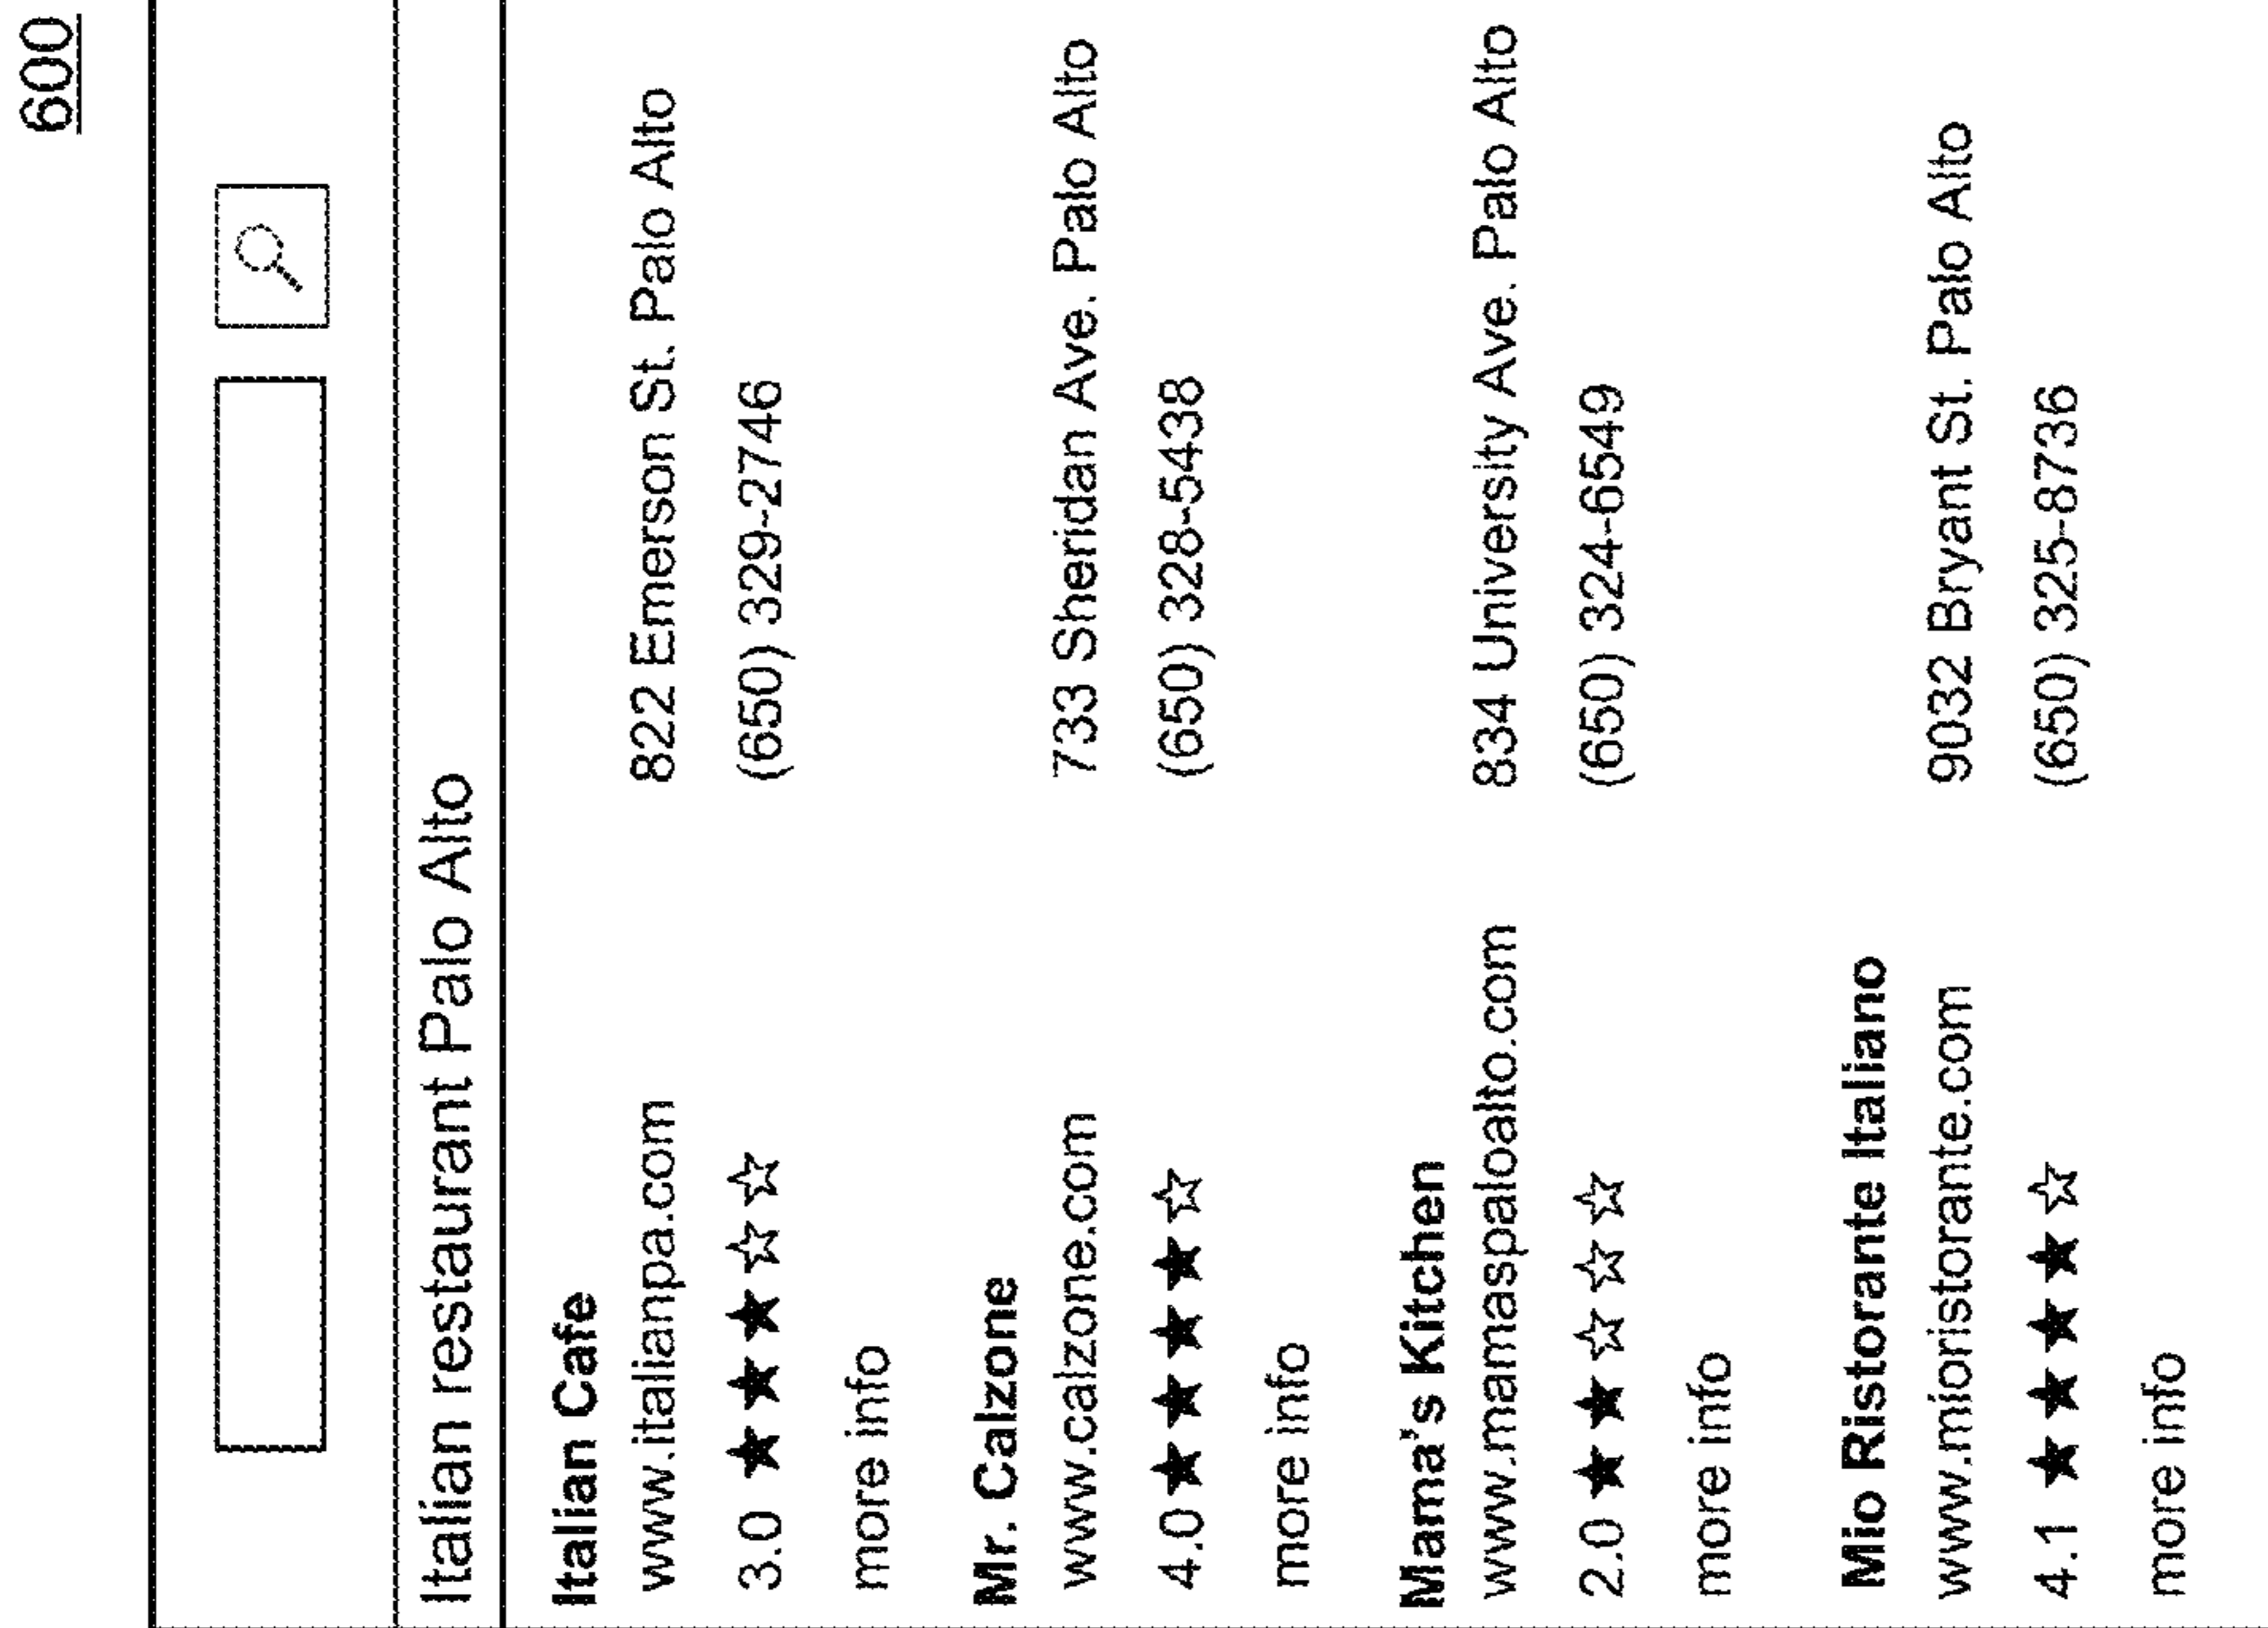 600
Italian restaurant Palo Alto
Italian Cafe
www.italianpa.com 822 Emerson St. Palo Alto
3.0 ★★★☆☆ (650) 329-2746
more info
Mr. Calzone
www.calzone.com 733 Sheridan Ave. Palo Alto
4.0 ★★★★☆ (650) 328-5438
more info
Mama's Kitchen
www.mamaspaloalto.com 834 University Ave. Palo Alto
2.0 ★★☆☆☆ (650) 324-6549
more info
Mio Ristorante Italiano
www.mioristorante.com 9032 Bryant St. Palo Alto
4.1 ★★★★☆ (650) 325-8736
more info